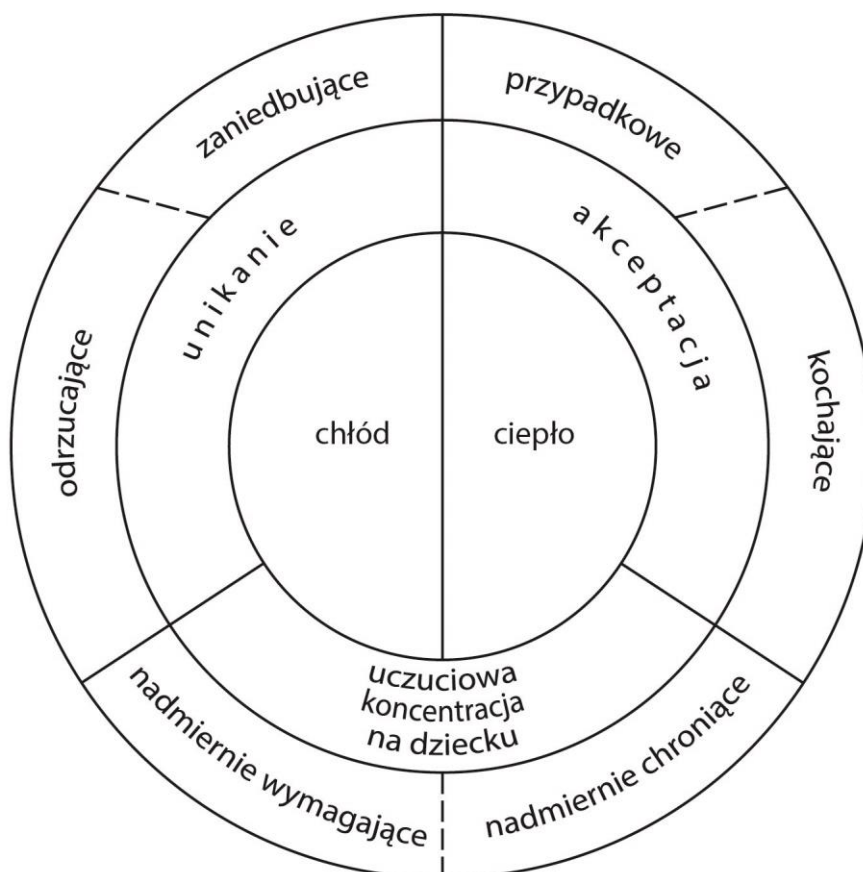 zaniedbujące
przypadkowe
unikanie
akceptacja
odrzucające
kochające
chłód
ciepło
uczuciowa
koncentracja
na dziecku
nadmiernie wymagające
nadmiernie chroniące